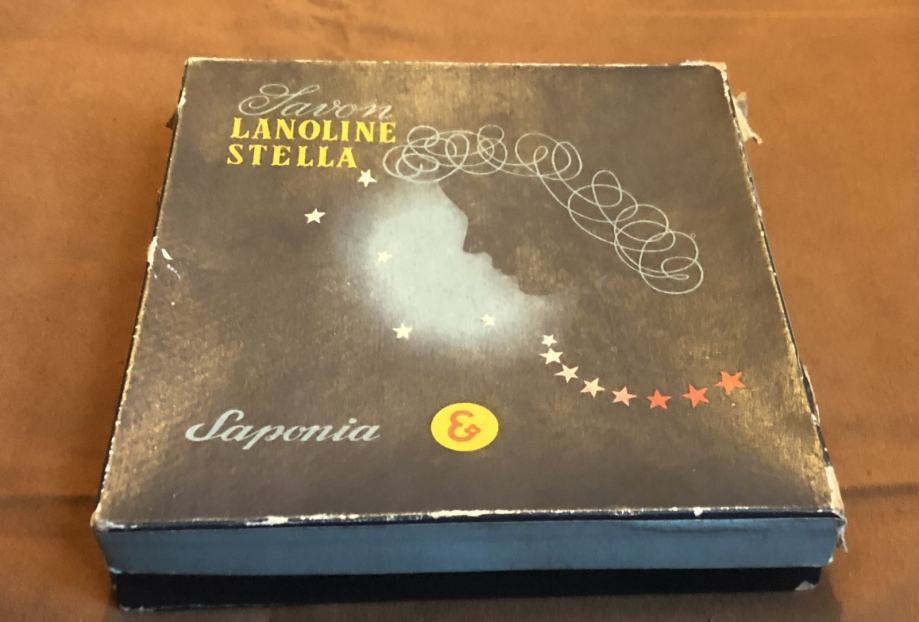 Savon
LANOLINE
STELLA
Saponia
&